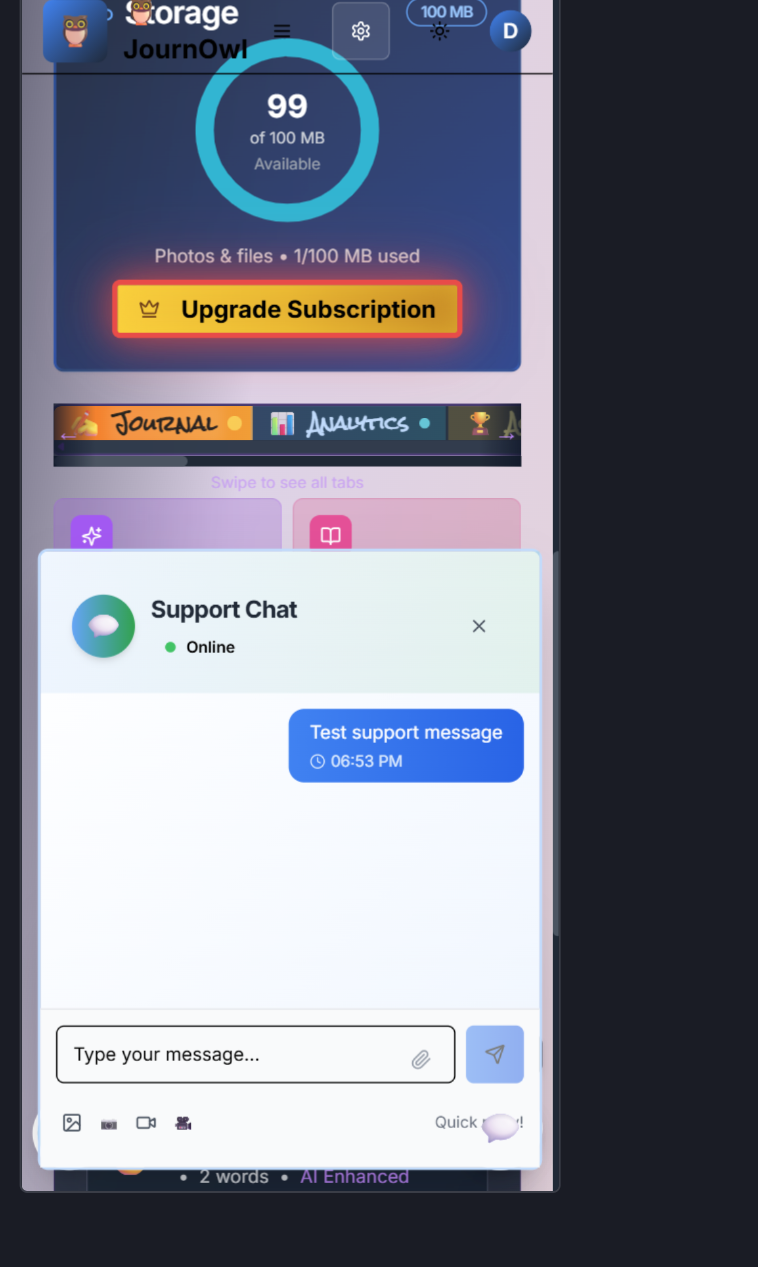 Storage
100 MB
JournOwl
D
99
of 100 MB
Available
Photos & files • 1/100 MB used
Upgrade Subscription
JOURNAL
ANALYTICS
Swipe to see all tabs
Support Chat
Online
Test support message
06:53 PM
Type your message...
Quick
• 2 words • AI Enhanced